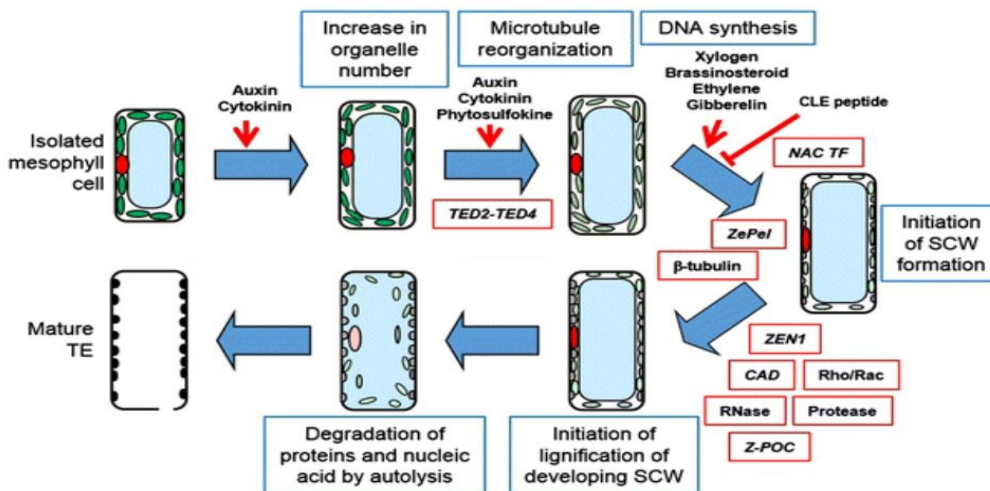 Increase in
organelle
number
Microtubule
reorganization
DNA synthesis
Auxin
Cytokinin
Auxin
Cytokinin
Phytosulfokine
Xylogen
Brassinosteroid
Ethylene
Gibberelin
CLE peptide
Isolated
mesophyll
cell
NAC TF
TED2-TED4
ZePel
β-tubulin
Initiation
of SCW
formation
Mature
TE
ZEN1
CAD
Rho/Rac
RNase
Protease
Z-POC
Degradation of
proteins and nucleic
acid by autolysis
Initiation of
lignification of
developing SCW